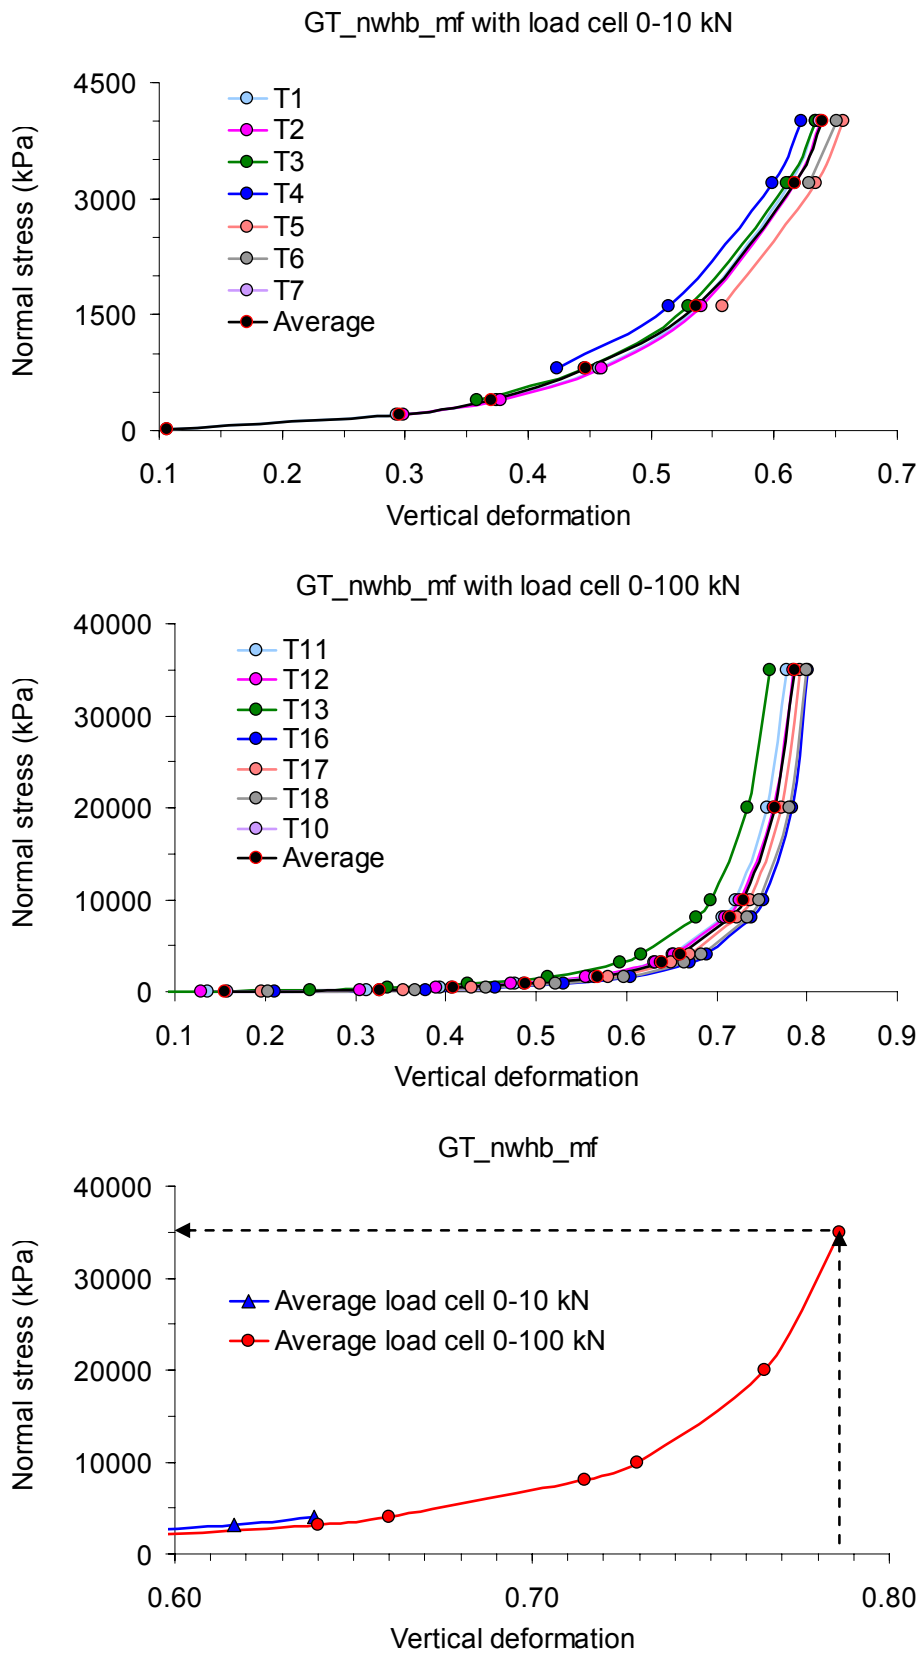 GT_nwhb_mf with load cell 0-10 kN
Normal stress (kPa)
4500
3000
1500
0
T1
T2
T3
T4
T5
T6
T7
Average
0.1 0.2 0.3 0.4 0.5 0.6 0.7
Vertical deformation
GT_nwhb_mf with load cell 0-100 kN
Normal stress (kPa)
40000
30000
20000
10000
0
T11
T12
T13
T16
T17
T18
T10
Average
0.1 0.2 0.3 0.4 0.5 0.6 0.7 0.8 0.9
Vertical deformation
GT_nwhb_mf
Normal stress (kPa)
40000
30000
20000
10000
0
Average load cell 0-10 kN
Average load cell 0-100 kN
0.60 0.70 0.80
Vertical deformation